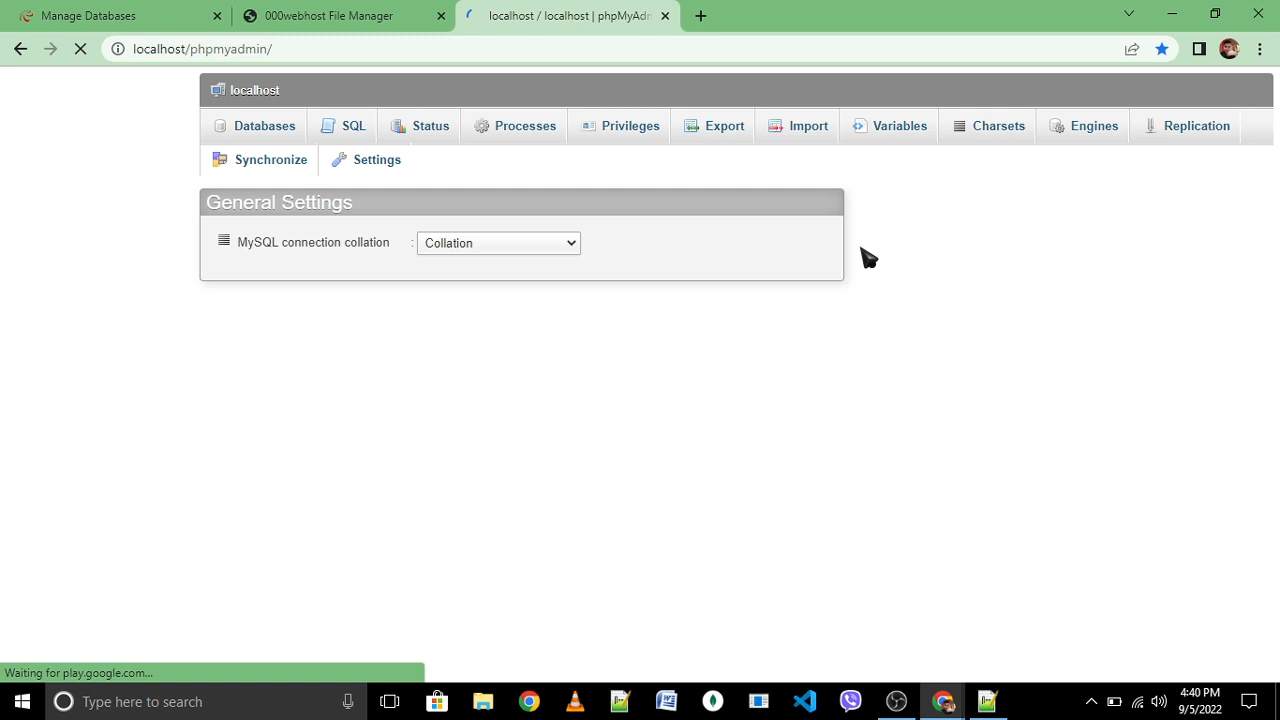 Manage Databases
000webhost File Manager
localhost / localhost | phpMyAdn
localhost/phpmyadmin/
localhost
Databases
SQL
Status
Processes
Privileges
Export
Import
Variables
Charsets
Engines
Replication
Synchronize
Settings
General Settings
MySQL connection collation : Collation
Waiting for play.google.com...
Type here to search
4:40 PM
9/5/2022